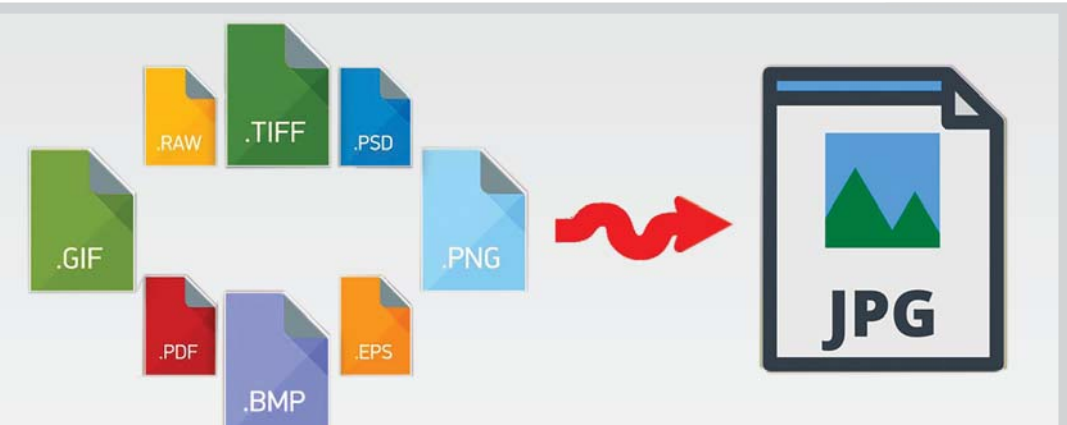 .RAW
.TIFF
.PSD
.GIF
.PNG
.PDF
.BMP
.EPS
JPG